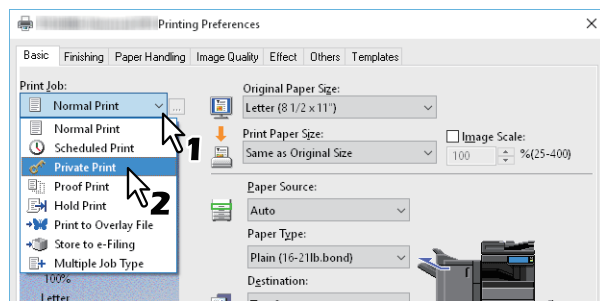 Printing Preferences
Basic Finishing Paper Handling Image Quality Effect Others Templates
Print Job:
Normal Print
...
Normal Print
Scheduled Print
Private Print
Proof Print
Hold Print
Print to Overlay File
Store to e-Filing
Multiple Job Type
100%
Letter
1
2
Original Paper Size:
Letter (8 1/2 x 11")
Print Paper Size:
Same as Original Size
Image Scale:
100 %(25-400)
Paper Source:
Auto
Paper Type:
Plain (16-21lb.bond)
Destination: